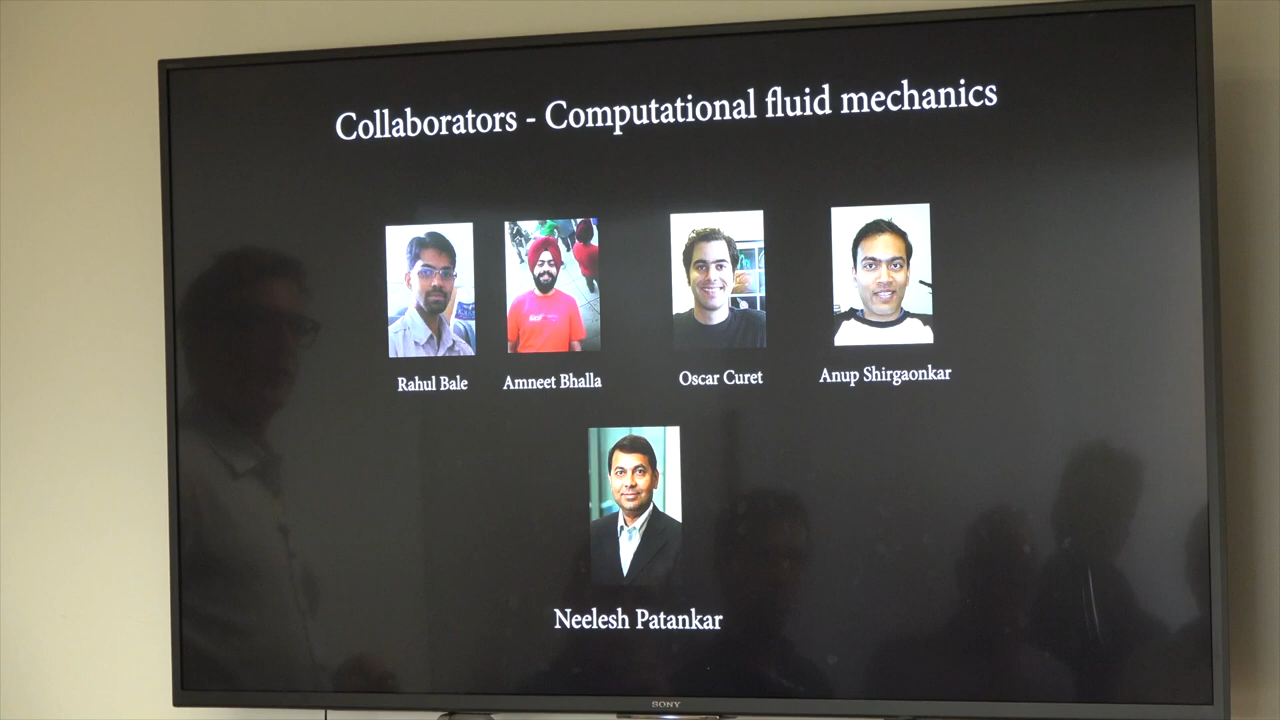 Collaborators - Computational fluid mechanics
Rahul Bale
Amneet Bhalla
Oscar Curet
Anup Shirgaonkar
Neelesh Patankar
SONY